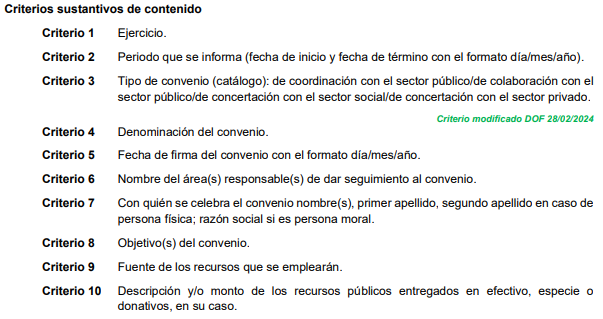 Criterios sustantivos de contenido
Criterio 1 Ejercicio.
Criterio 2 Periodo que se informa (fecha de inicio y fecha de término con el formato día/mes/año).
Criterio 3 Tipo de convenio (catálogo): de coordinación con el sector público/de colaboración con el
sector público/de concertación con el sector social/de concertación con el sector privado.
Criterio modificado DOF 28/02/2024
Criterio 4 Denominación del convenio.
Criterio 5 Fecha de firma del convenio con el formato día/mes/año.
Criterio 6 Nombre del área(s) responsable(s) de dar seguimiento al convenio.
Criterio 7 Con quién se celebra el convenio nombre(s), primer apellido, segundo apellido en caso de
persona física; razón social si es persona moral.
Criterio 8 Objetivo(s) del convenio.
Criterio 9 Fuente de los recursos que se emplearán.
Criterio 10 Descripción y/o monto de los recursos públicos entregados en efectivo, especie o
donativos, en su caso.